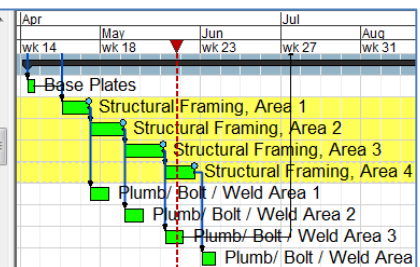 Apr Jul
May Jun Aug
wk 14 wk 18 wk 23 wk 27 wk 31
Base Plates
Structural Framing, Area 1
Structural Framing, Area 2
Structural Framing, Area 3
Structural Framing, Area 4
Plumb/ Bolt / Weld Area 1
Plumb/ Bolt / Weld Area 2
Plumb/ Bolt / Weld Area 3
Plumb/ Bolt / Weld Area